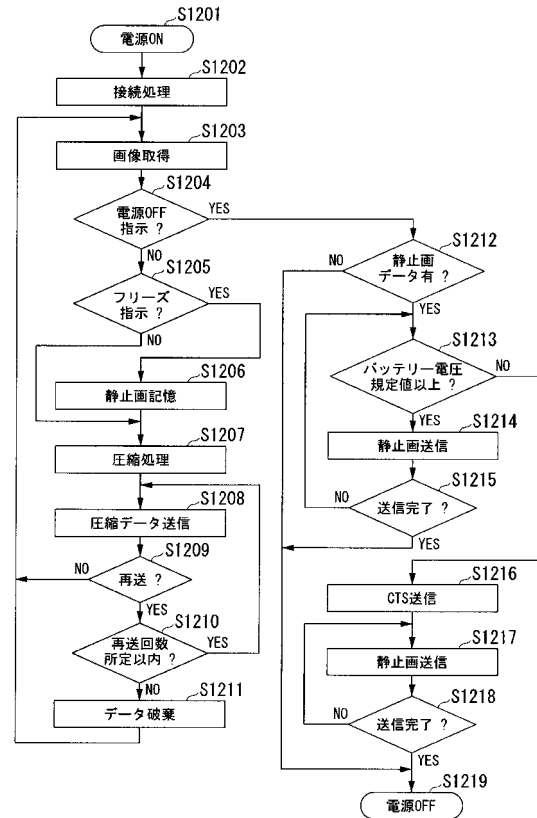 S1201
電源ON
S1202
接続処理
S1203
画像取得
S1204
電源OFF
指示 ?
YES
NO
S1205
フリーズ
指示 ?
YES
NO
S1206
静止画記憶
S1207
圧縮処理
S1208
圧縮データ送信
S1209
再送 ?
NO
YES
S1210
再送回数
所定以内 ?
YES
NO
S1211
データ破棄
S1212
静止画
データ有 ?
NO
YES
S1213
バッテリー電圧
規定値以上 ?
NO
YES
S1214
静止画送信
S1215
送信完了 ?
NO
YES
S1216
CTS送信
S1217
静止画送信
S1218
送信完了 ?
NO
YES
S1219
電源OFF